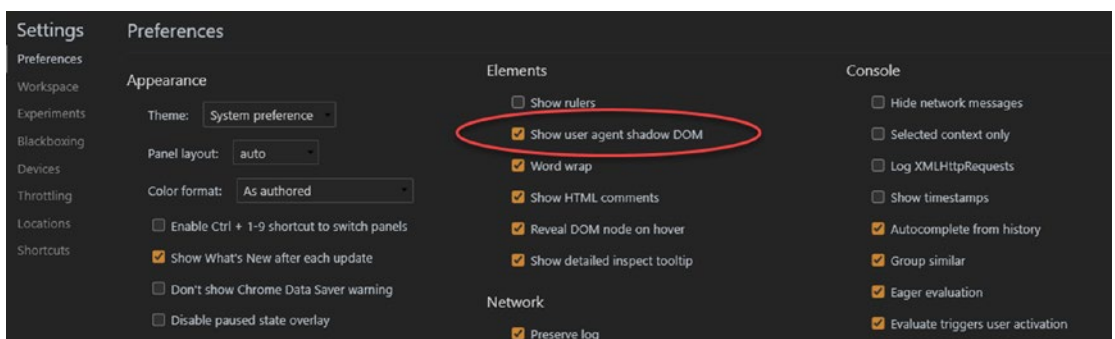 Settings
Preferences
Workspace
Experiments
Blackboxing
Devices
Throttling
Locations
Shortcuts
Preferences
Appearance
Theme: System preference
Panel layout: auto
Color format: As authored
Enable Ctrl + 1-9 shortcut to switch panels
Show What's New after each update
Don't show Chrome Data Saver warning
Disable paused state overlay
Elements
Show rulers
Show user agent shadow DOM
Word wrap
Show HTML comments
Reveal DOM node on hover
Show detailed inspect tooltip
Network
Preserve log
Console
Hide network messages
Selected context only
Log XMLHttpRequests
Show timestamps
Autocomplete from history
Group similar
Eager evaluation
Evaluate triggers user activation